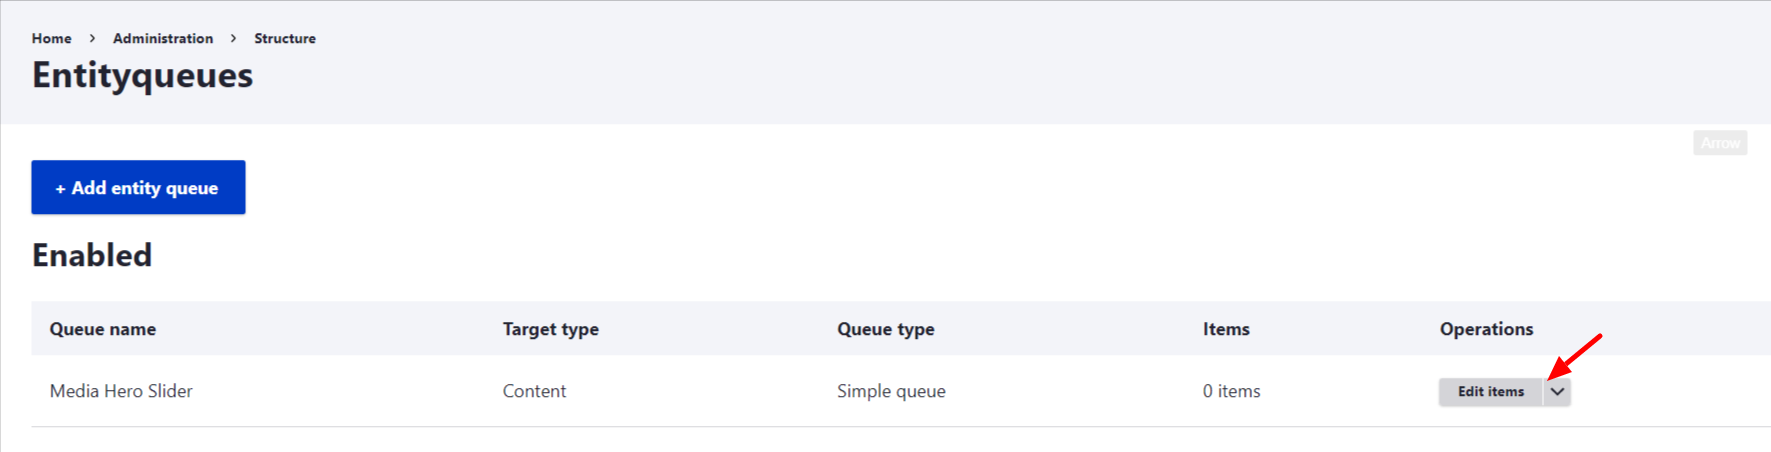 Home > Administration > Structure
Entityqueues
Arrow
+ Add entity queue
Enabled
Queue name Target type Queue type Items Operations
Media Hero Slider Content Simple queue 0 items Edit items